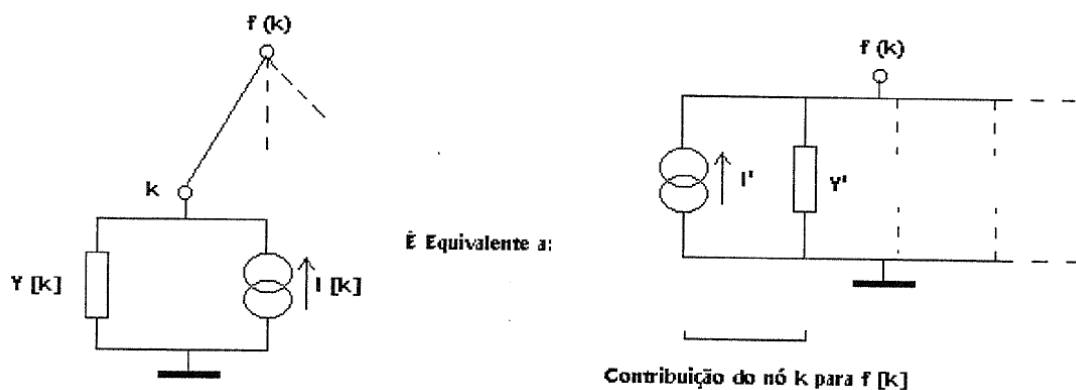 f (k)
k
Y [k]
I [k]
É Equivalente a:
f (k)
I'
Y'
Contribuição do nó k para f [k]